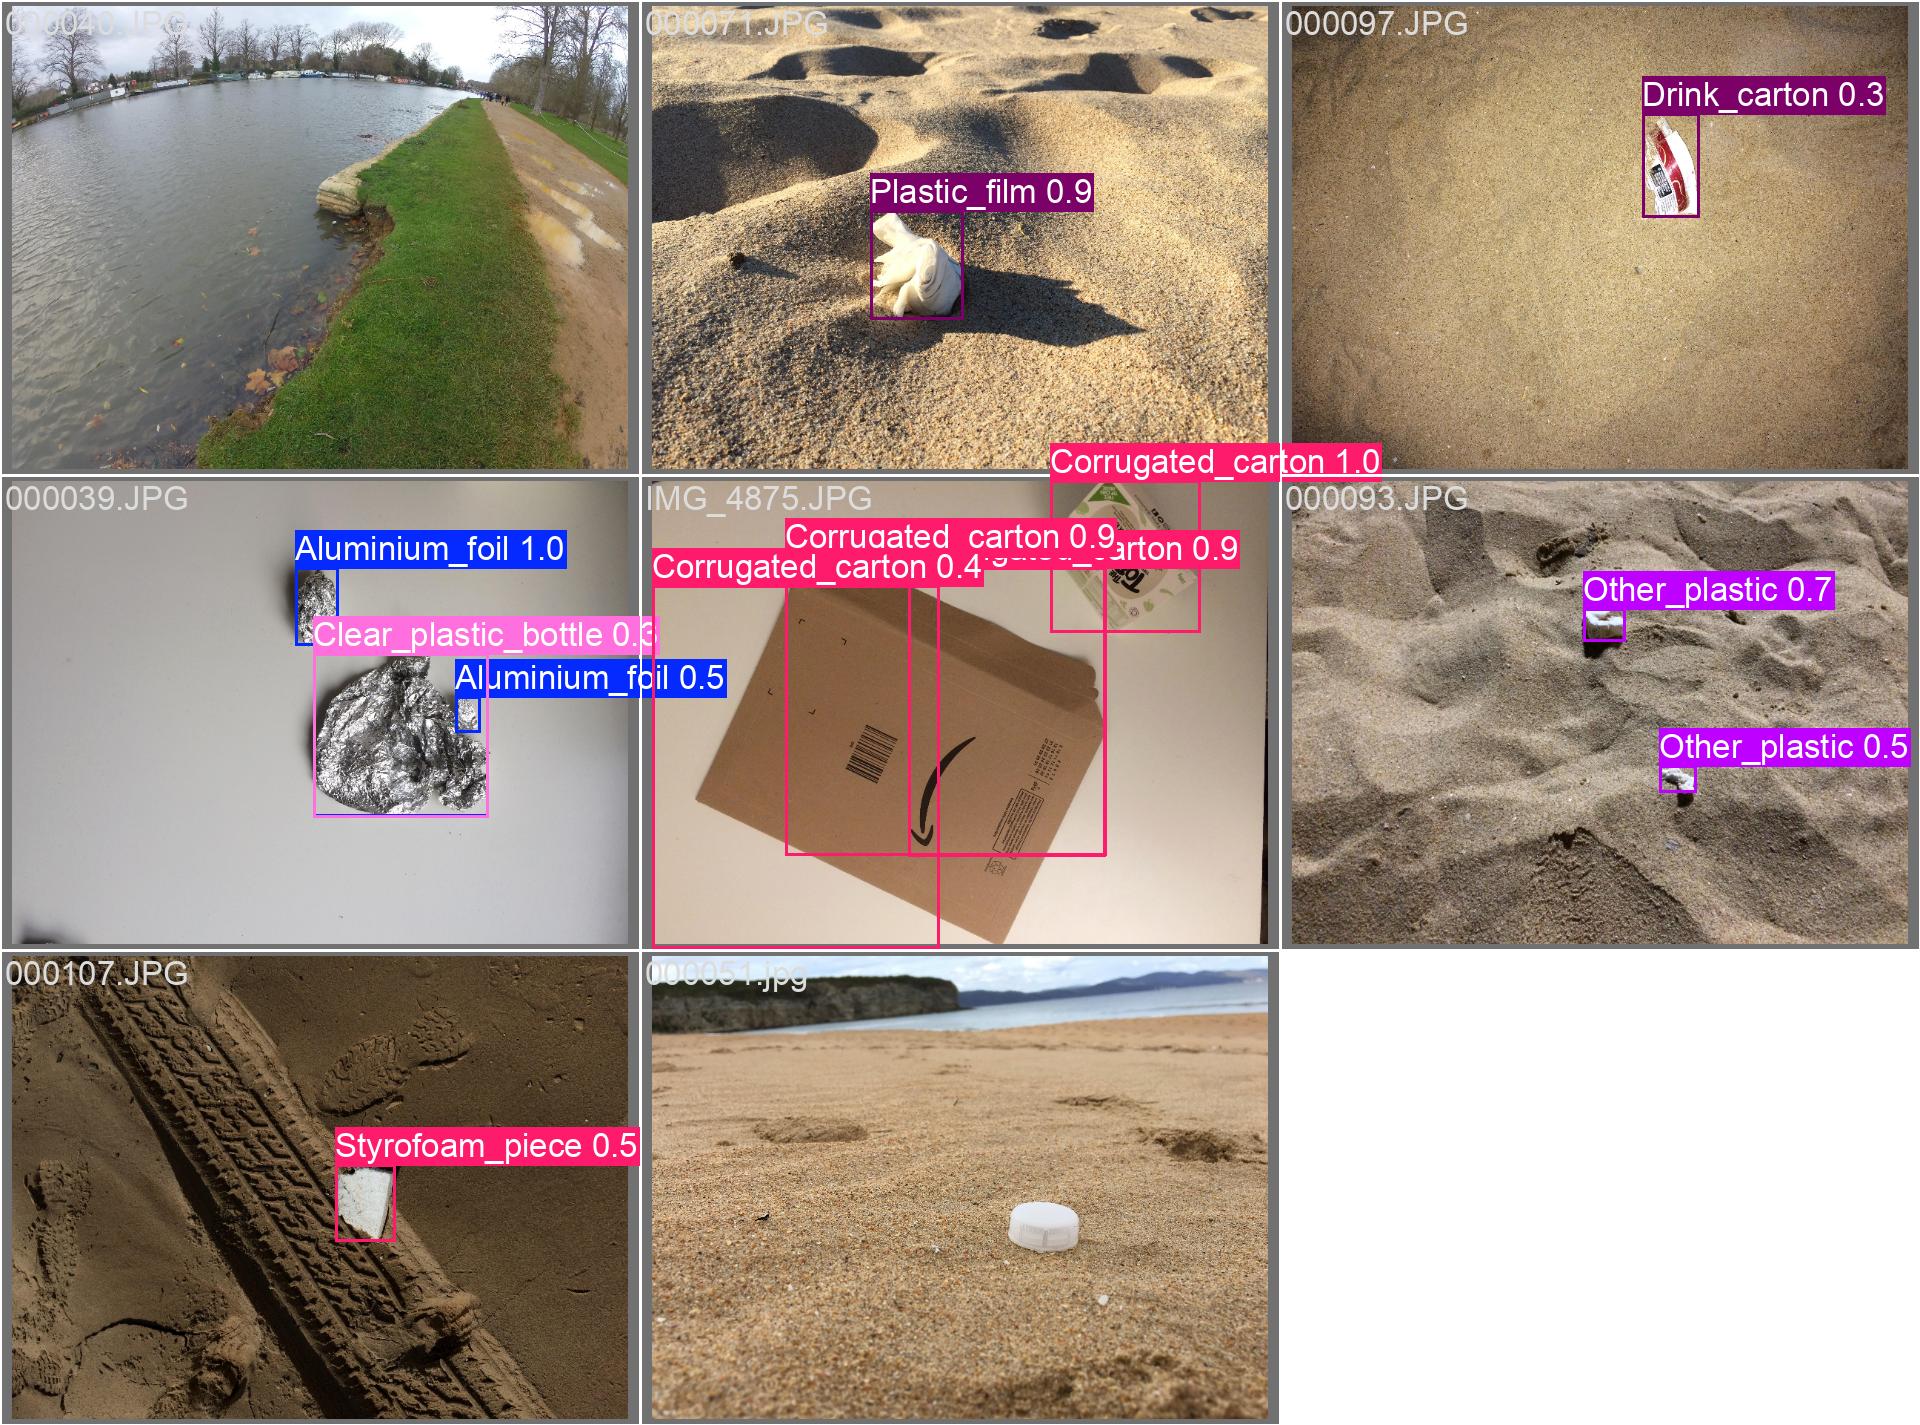 000040.JPG
000071.JPG
000097.JPG
Drink_carton 0.3
Plastic_film 0.9
Corrugated_carton 1.0
000039.JPG
IMG_4875.JPG
000093.JPG
Aluminium_foil 1.0
Corrugated_carton 0.9
arton 0.9
Corrugated_carton 0.4
Other_plastic 0.7
Clear_plastic_bottle 0.3
Aluminium_foil 0.5
Other_plastic 0.5
000107.JPG
000051.jpg
Styrofoam_piece 0.5